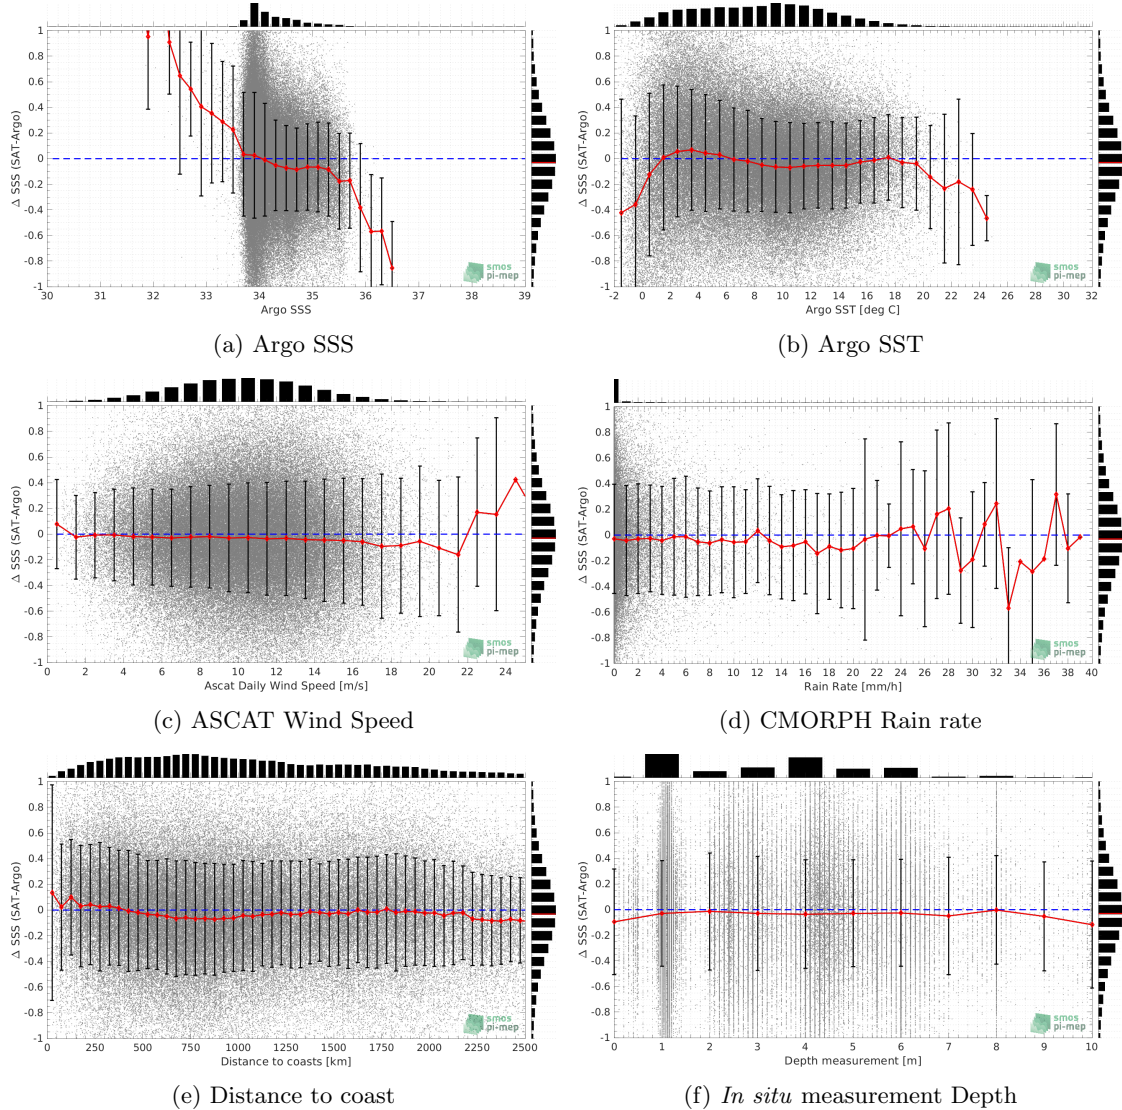 1
0.8
0.6
0.4
0.2
0
-0.2
-0.4
-0.6
-0.8
-1
Δ SSS (SAT-Argo)
30 31 32 33 34 35 36 37 38 39
Argo SSS
smos
pi-mep
(a) Argo SSS
1
0.8
0.6
0.4
0.2
0
-0.2
-0.4
-0.6
-0.8
-1
Δ SSS (SAT-Argo)
-2 0 2 4 6 8 10 12 14 16 18 20 22 24 26 28 30 32
Argo SST [deg C]
smos
pi-mep
(b) Argo SST
1
0.8
0.6
0.4
0.2
0
-0.2
-0.4
-0.6
-0.8
-1
Δ SSS (SAT-Argo)
0 2 4 6 8 10 12 14 16 18 20 22 24
Ascat Daily Wind Speed [m/s]
smos
pi-mep
(c) ASCAT Wind Speed
1
0.8
0.6
0.4
0.2
0
-0.2
-0.4
-0.6
-0.8
-1
Δ SSS (SAT-Argo)
0 2 4 6 8 10 12 14 16 18 20 22 24 26 28 30 32 34 36 38 40
Rain Rate [mm/h]
smos
pi-mep
(d) CMORPH Rain rate
1
0.8
0.6
0.4
0.2
0
-0.2
-0.4
-0.6
-0.8
-1
Δ SSS (SAT-Argo)
0 250 500 750 1000 1250 1500 1750 2000 2250 2500
Distance to coasts [km]
smos
pi-mep
(e) Distance to coast
1
0.8
0.6
0.4
0.2
0
-0.2
-0.4
-0.6
-0.8
-1
Δ SSS (SAT-Argo)
0 1 2 3 4 5 6 7 8 9 10
Depth measurement [m]
smos
pi-mep
(f) In situ measurement Depth